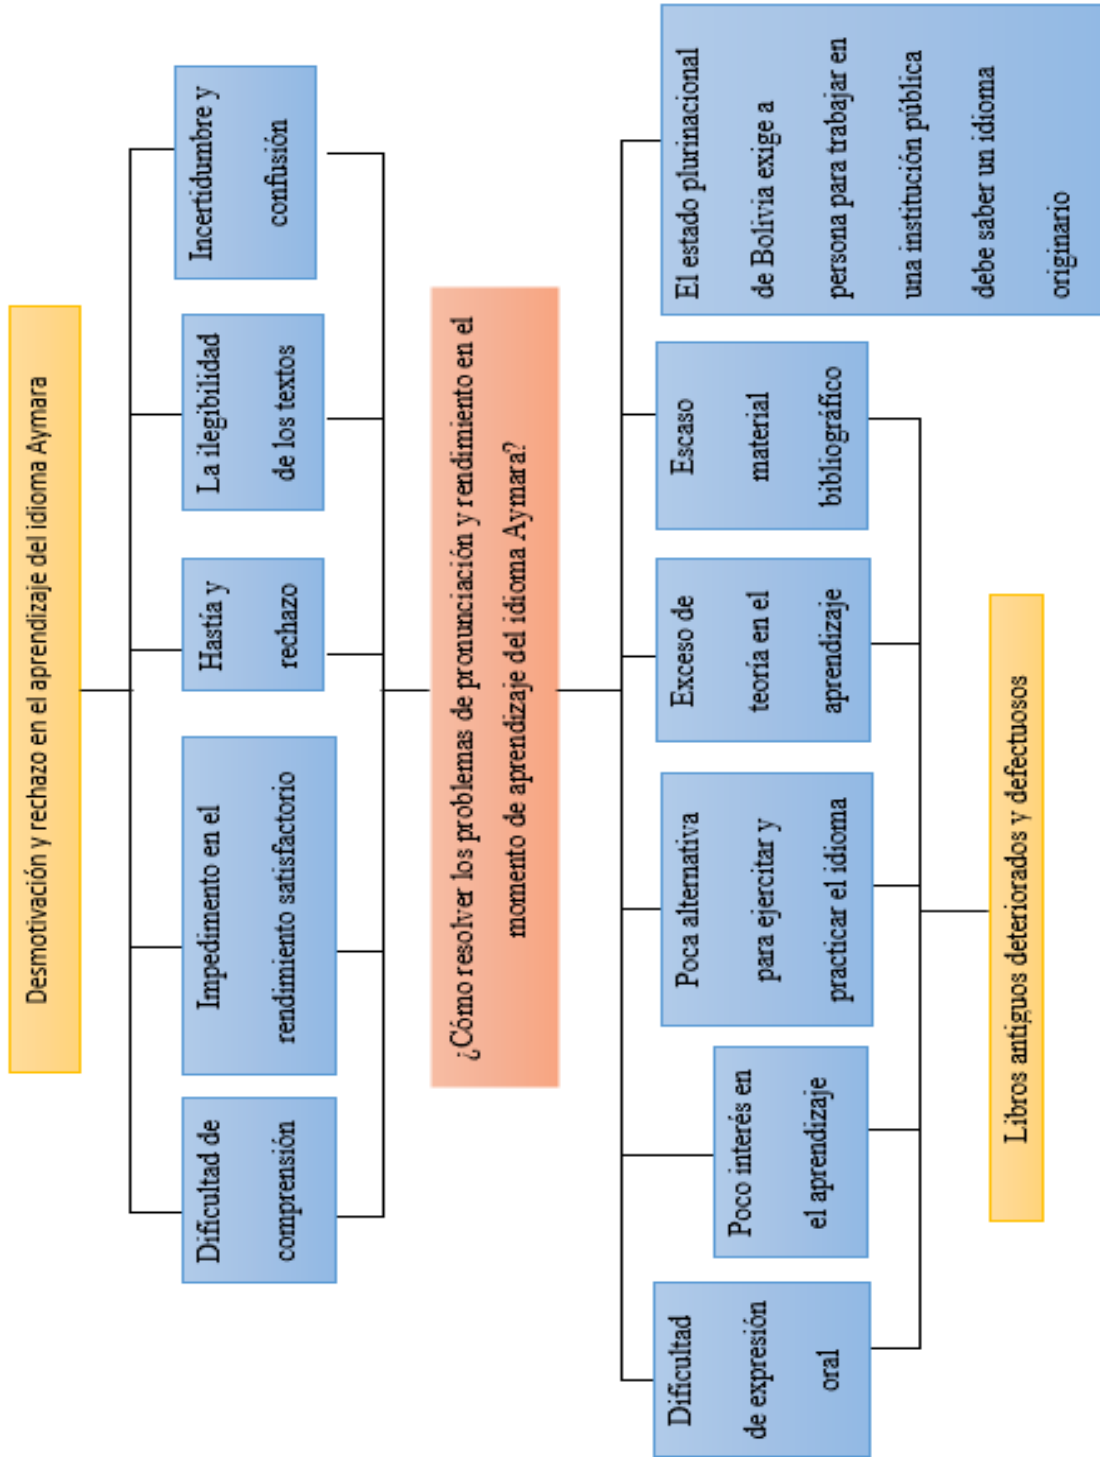 Desmotivación y rechazo en el aprendizaje del idioma Aymara
Dificultad de
comprensión
Impedimento en el
rendimiento satisfactorio
Hastía y
rechazo
La ilegibilidad
de los textos
Incertidumbre y
confusión
¿Cómo resolver los problemas de pronunciación y rendimiento en el
momento de aprendizaje del idioma Aymara?
Dificultad
de expresión
oral
Poco interés en
el aprendizaje
Poca alternativa
para ejercitar y
practicar el idioma
Exceso de
teoría en el
aprendizaje
Escaso
material
bibliográfico
El estado plurinacional
de Bolivia exige a
persona para trabajar en
una institución pública
debe saber un idioma
originario
Libros antiguos deteriorados y defectuosos